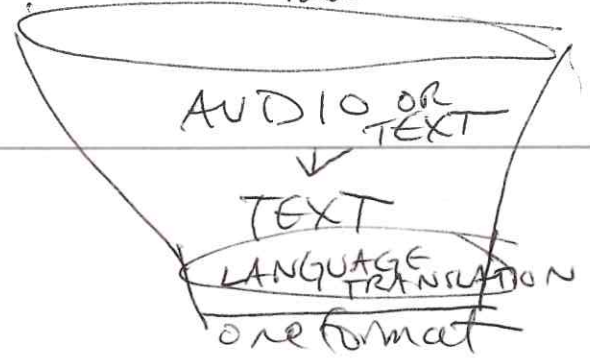 AUDIO OR
TEXT
TEXT
LANGUAGE
TRANSLATION
one format